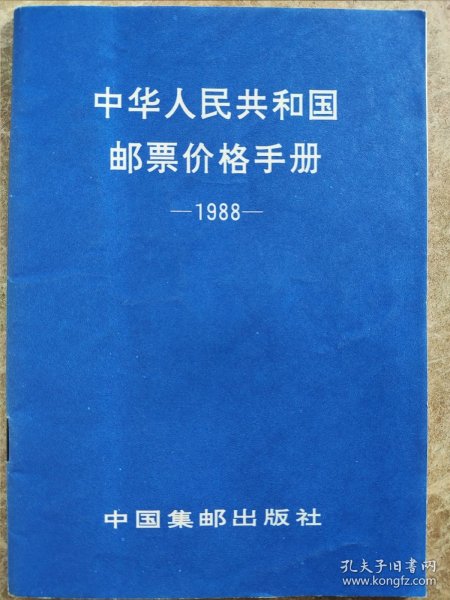 中华人民共和国
邮票价格手册
—1988—
中国集邮出版社
孔夫子旧书网
www.kongfz.com